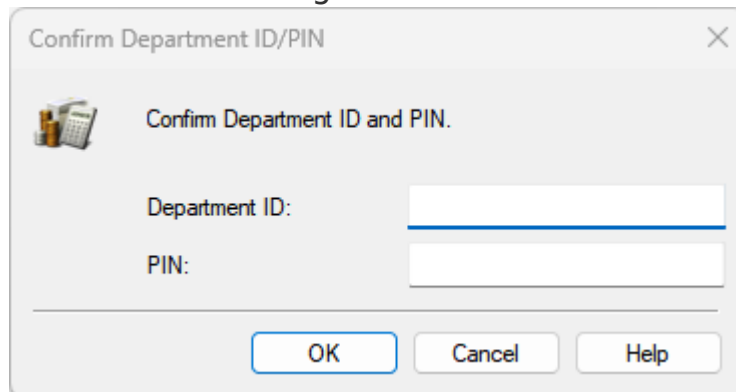 Confirm Department ID/PIN
Confirm Department ID and PIN.
Department ID:
PIN:
OK Cancel Help